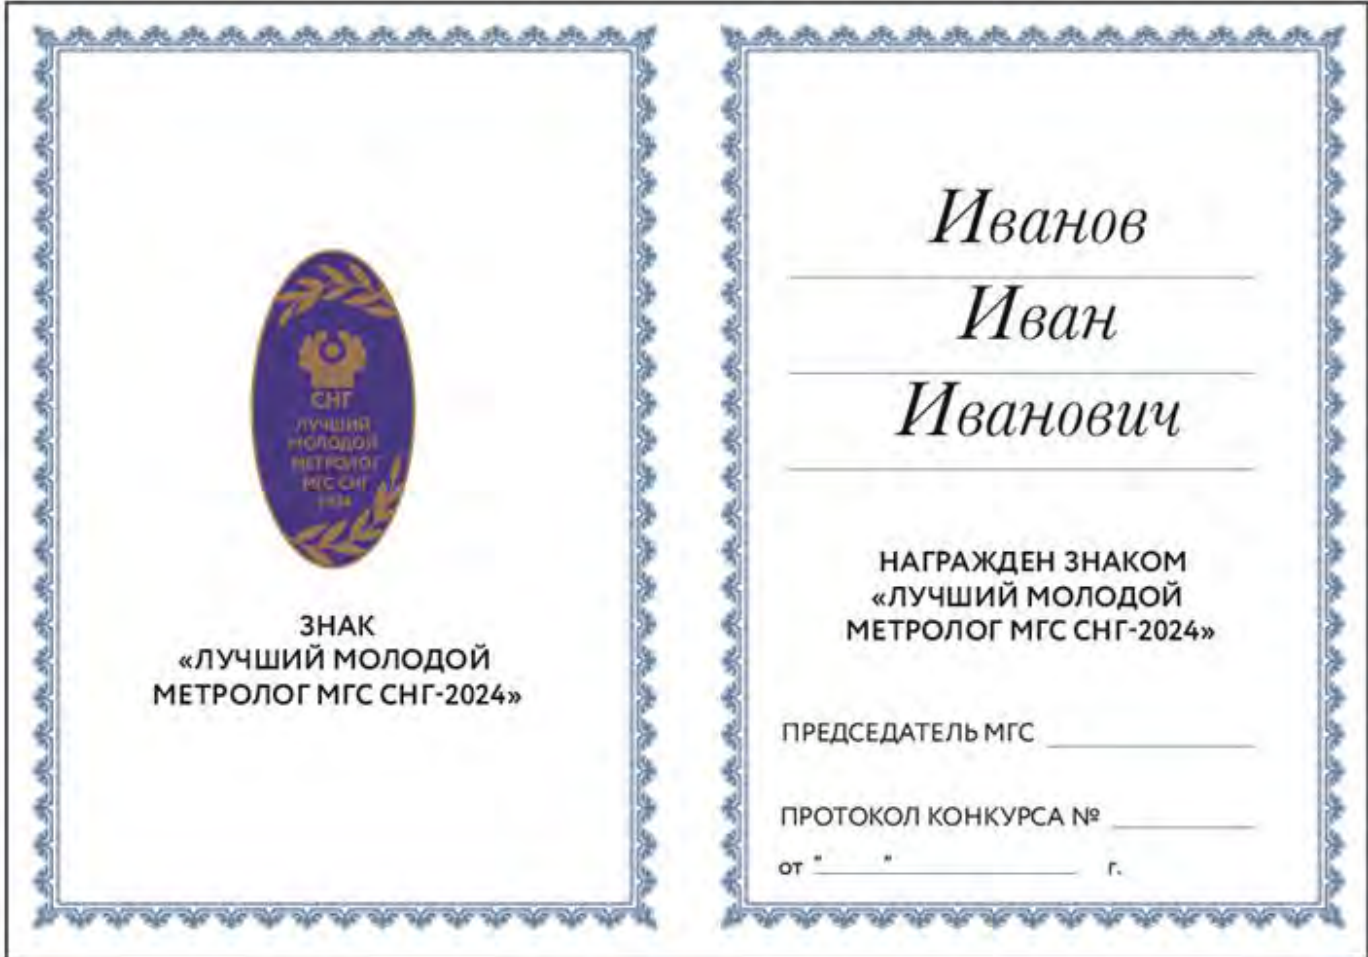 СНГ
ЛУЧШИЙ
МОЛОДОЙ
МЕТРОЛОГ
МГС СНГ
ЗНАК
«ЛУЧШИЙ МОЛОДОЙ
МЕТРОЛОГ МГС СНГ-2024»
Иванов
Иван
Иванович
НАГРАЖДЕН ЗНАКОМ
«ЛУЧШИЙ МОЛОДОЙ
МЕТРОЛОГ МГС СНГ-2024»
ПРЕДСЕДАТЕЛЬ МГС
ПРОТОКОЛ КОНКУРСА №
от " " г.